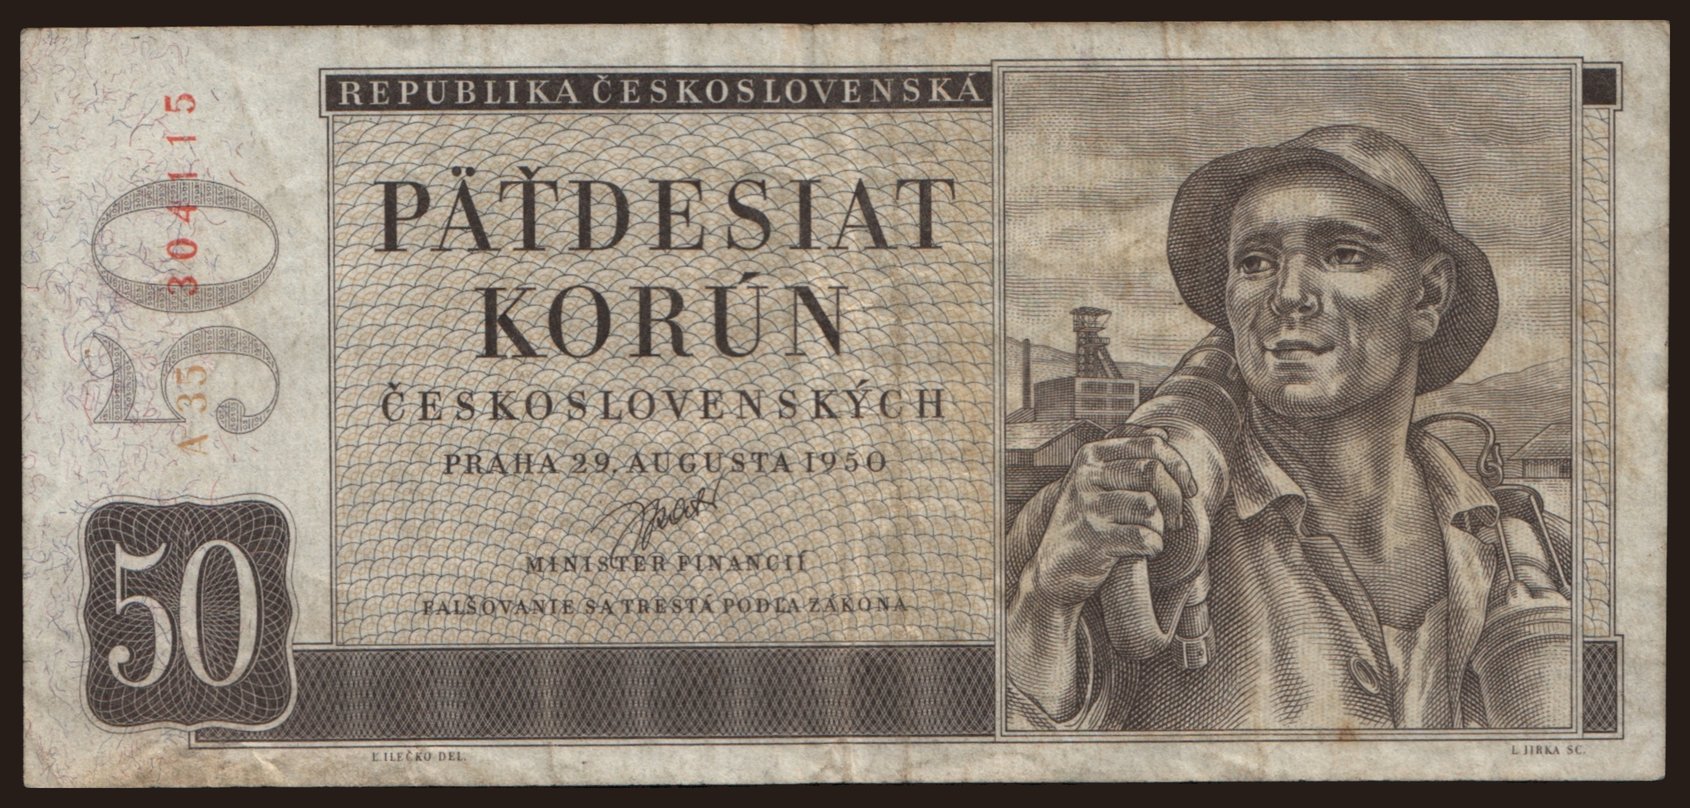 REPUBLIKA ČESKOSLOVENSKÁ
PÄŤDESIAT
KORÚN
ČESKOSLOVENSKÝCH
PRAHA 29. AUGUSTA 1950
MINISTER FINANCIÍ
FALŠOVANIE SA TRESTÁ PODĽA ZÁKONA
50
A 35
304115
50
Ľ. ILEČKO DEL.
L. JIRKA SC.